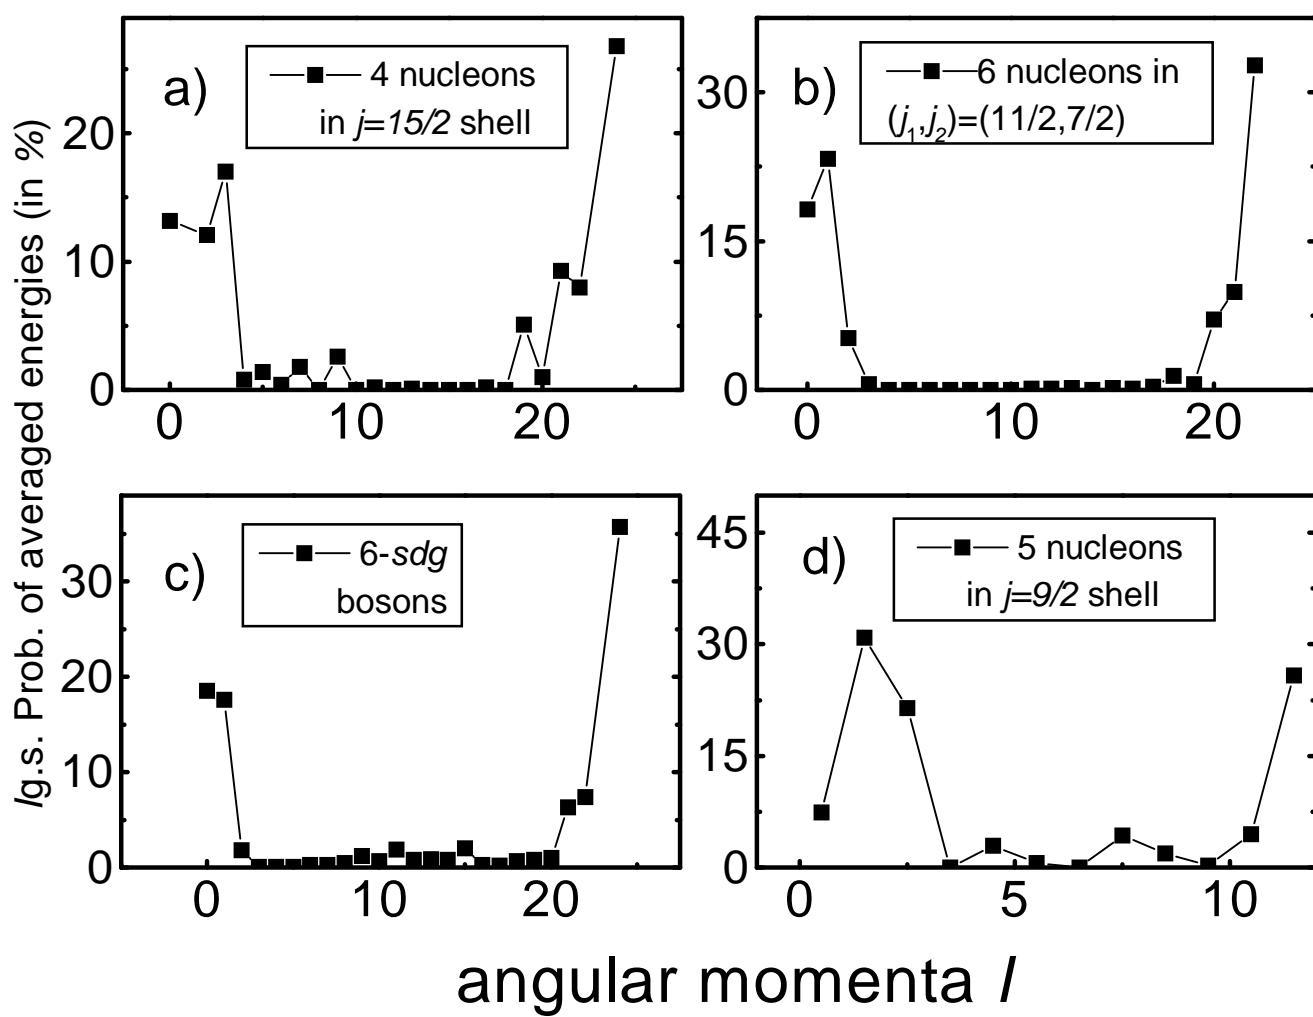 Ig.s. Prob. of averaged energies (in %)
a)
4 nucleons
in j=15/2 shell
20
10
0
0 10 20
b)
6 nucleons in
(j1,j2)=(11/2,7/2)
30
15
0
0 10 20
c)
6-sdg
bosons
30
20
10
0
0 10 20
d)
5 nucleons
in j=9/2 shell
45
30
15
0
0 5 10
angular momenta I